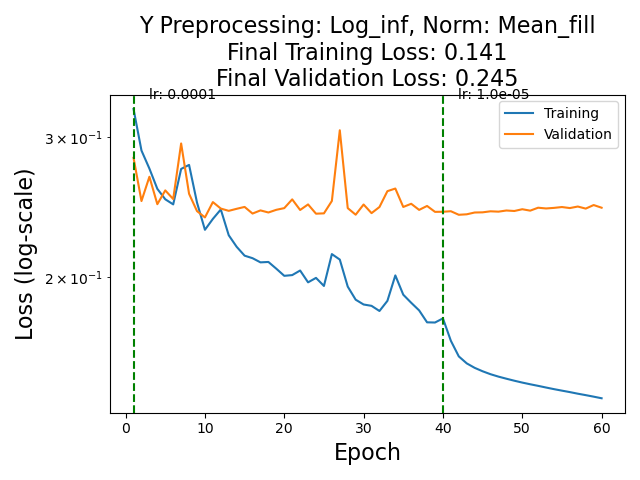 Y Preprocessing: Log_inf, Norm: Mean_fill
Final Training Loss: 0.141
Final Validation Loss: 0.245
lr: 0.0001
lr: 1.0e-05
Training
Validation
3 × 10⁻¹
2 × 10⁻¹
Loss (log-scale)
0 10 20 30 40 50 60
Epoch